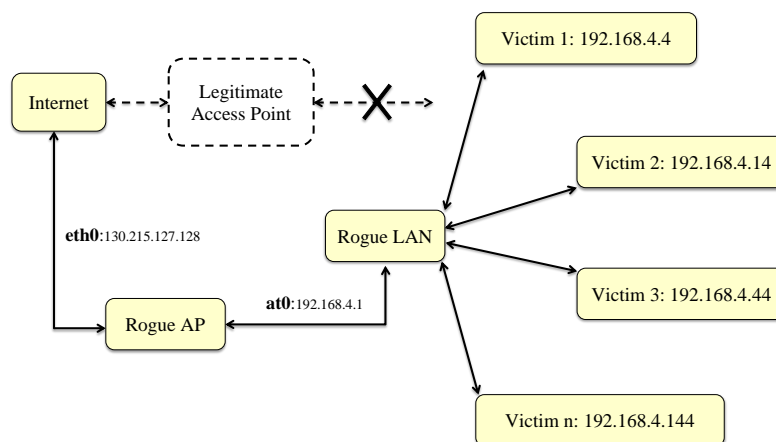 Victim 1: 192.168.4.4
Internet
Legitimate
Access Point
Victim 2: 192.168.4.14
eth0:130.215.127.128
Rogue LAN
Victim 3: 192.168.4.44
at0:192.168.4.1
Rogue AP
Victim n: 192.168.4.144